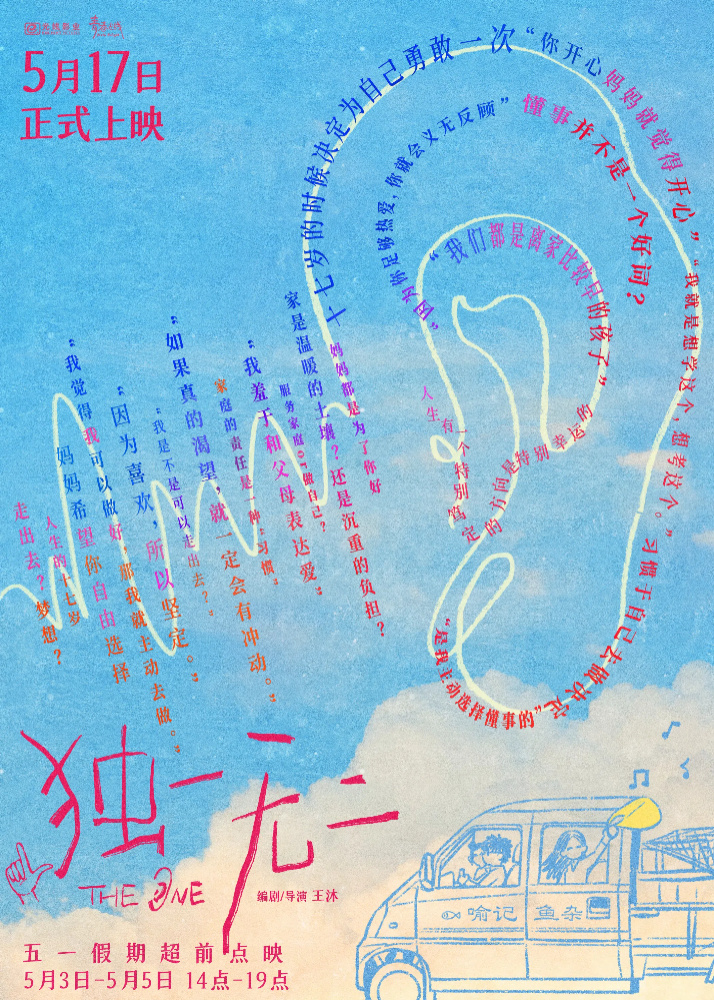 5月17日
正式上映
十七岁的时候决定为自己勇敢一次
“你开心妈妈就觉得开心”
“我就是想学这个，想考这个。”
习惯于自己去做决定
“是我主动选择懂事的”
“因为你足够热爱，你就会义无反顾”
懂事并不是一个好词？
“我们都是离家比较早的孩子”
人生有一个特别笃定的方向是特别幸运的
妈妈都是为了你好
家是温暖的土壤？还是沉重的负担？
服务家庭or做自己？
“我羞于和父母表达爱”
家庭的责任是一种“习惯”
“如果真的渴望，就一定会有冲动。”
“我是不是可以走出去？”
“因为喜欢，所以坚定。”
“我觉得我可以做好，那我就主动去做。”
妈妈希望你自由选择
人生的十七岁
走出去？梦想？
独一无二
THE ONE
编剧/导演 王沐
喻记 鱼杂
五一假期超前点映
5月3日-5月5日 14点-19点